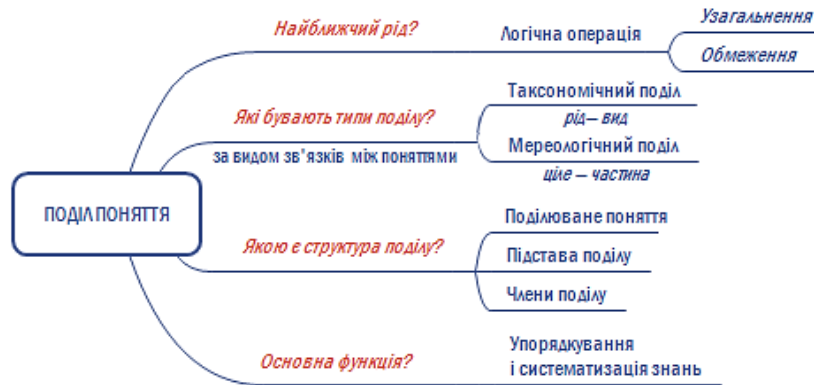 Найближчий рід?
Логічна операція
Узагальнення
Обмеження
Які бувають типи поділу?
за видом зв'язків між поняттями
Таксономічний поділ
рід – вид
Мереологічний поділ
ціле – частина
ПОДІЛ ПОНЯТТЯ
Якою є структура поділу?
Поділюване поняття
Підстава поділу
Члени поділу
Основна функція?
Упорядкування
і систематизація знань